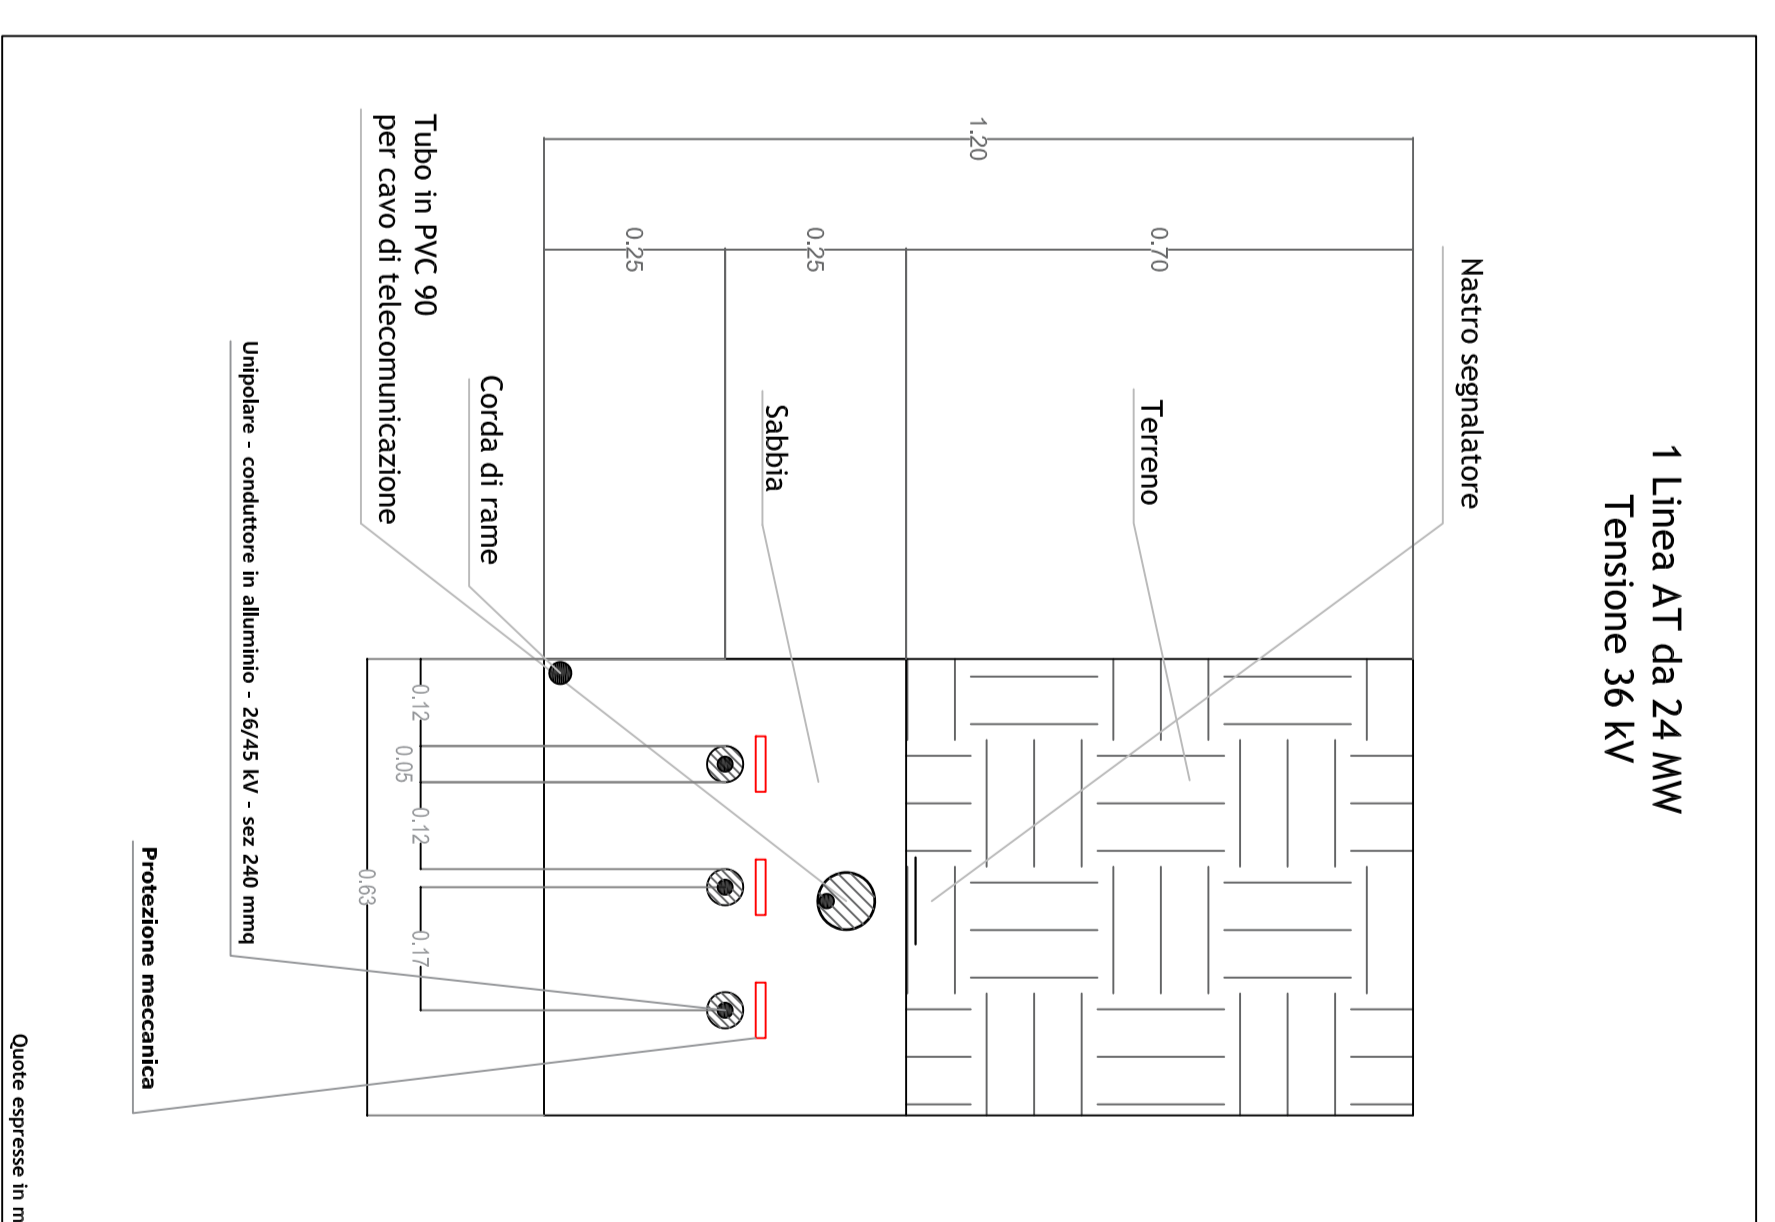 1 Linea AT da 24 MW
Tensione 36 kV
Nastro segnalatore
Terreno
Sabbia
Corda di rame
Tubo in PVC 90
per cavo di telecomunicazione
Unipolare - conduttore in alluminio - 26/45 kV - sez 240 mmq
Protezione meccanica
1.20
0.70
0.25
0.25
0.12
0.05
0.12
0.17
0.63
Quote espresse in m